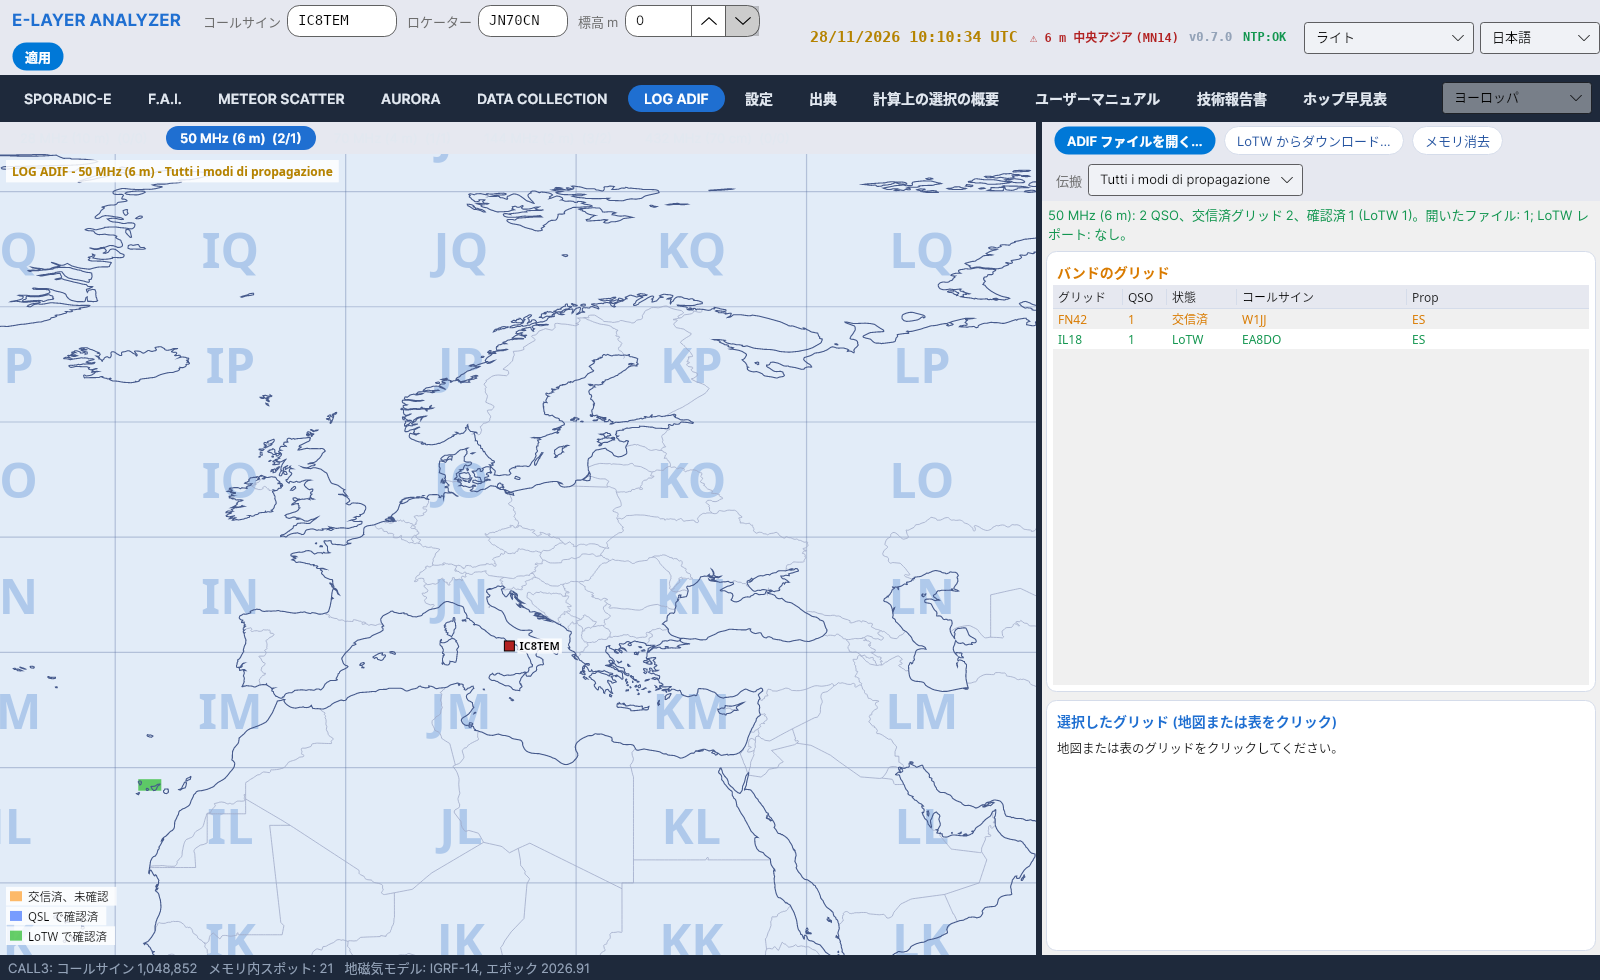 E-LAYER ANALYZER コールサイン IC8TEM ロケーター JN70CN 標高 m 0
28/11/2026 10:10:34 UTC ⚠ 6 m 中央アジア (MN14) v0.7.0 NTP:OK ライト 日本語
適用
SPORADIC-E F.A.I. METEOR SCATTER AURORA DATA COLLECTION LOG ADIF 設定 出典 計算上の選択の概要 ユーザーマニュアル 技術報告書 ホップ早見表 ヨーロッパ
50 MHz (6 m) (2/1)
LOG ADIF - 50 MHz (6 m) - Tutti i modi di propagazione
Q IQ JQ KQ LQ
P IP JP KP LP
O IO JO KO LO
N IN JN KN LN
IC8TEM
M IM JM KM LM
IL IL JL KL LL
IK JK KK LK
交信済、未確認
QSL で確認済
LoTW で確認済
ADIF ファイルを開く... LoTW からダウンロード... メモリ消去
伝搬 Tutti i modi di propagazione
50 MHz (6 m): 2 QSO、交信済グリッド 2、確認済 1 (LoTW 1)。開いたファイル: 1; LoTW レ
ポート: なし。
バンドのグリッド
グリッド QSO 状態 コールサイン Prop
FN42 1 交信済 W1JJ ES
IL18 1 LoTW EA8DO ES
選択したグリッド (地図または表をクリック)
地図または表のグリッドをクリックしてください。
CALL3: コールサイン 1,048,852 メモリ内スポット: 21 地磁気モデル: IGRF-14, エポック 2026.91